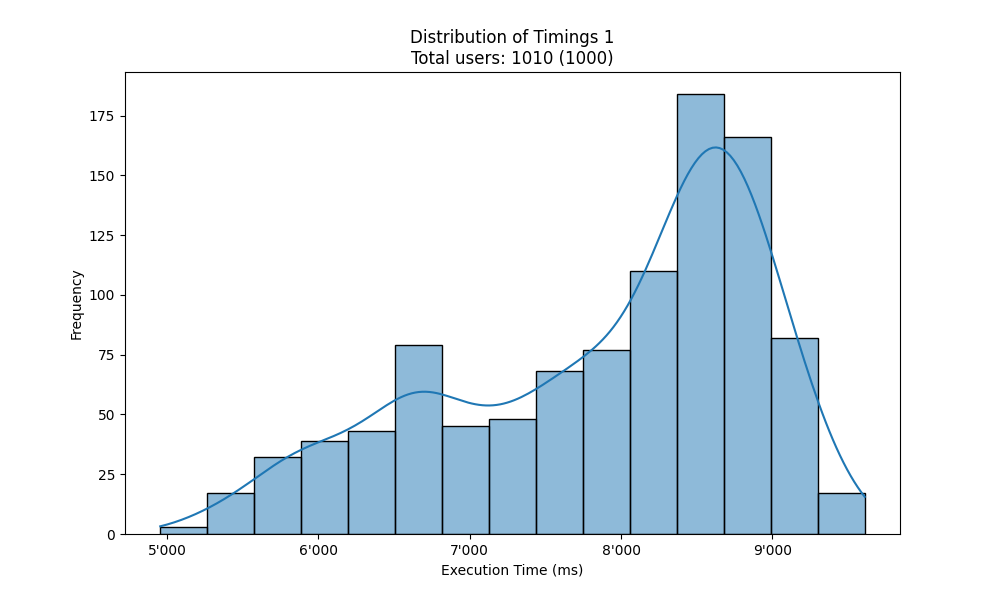 Distribution of Timings 1
Total users: 1010 (1000)
Frequency
175
150
125
100
75
50
25
0
5'000 6'000 7'000 8'000 9'000
Execution Time (ms)